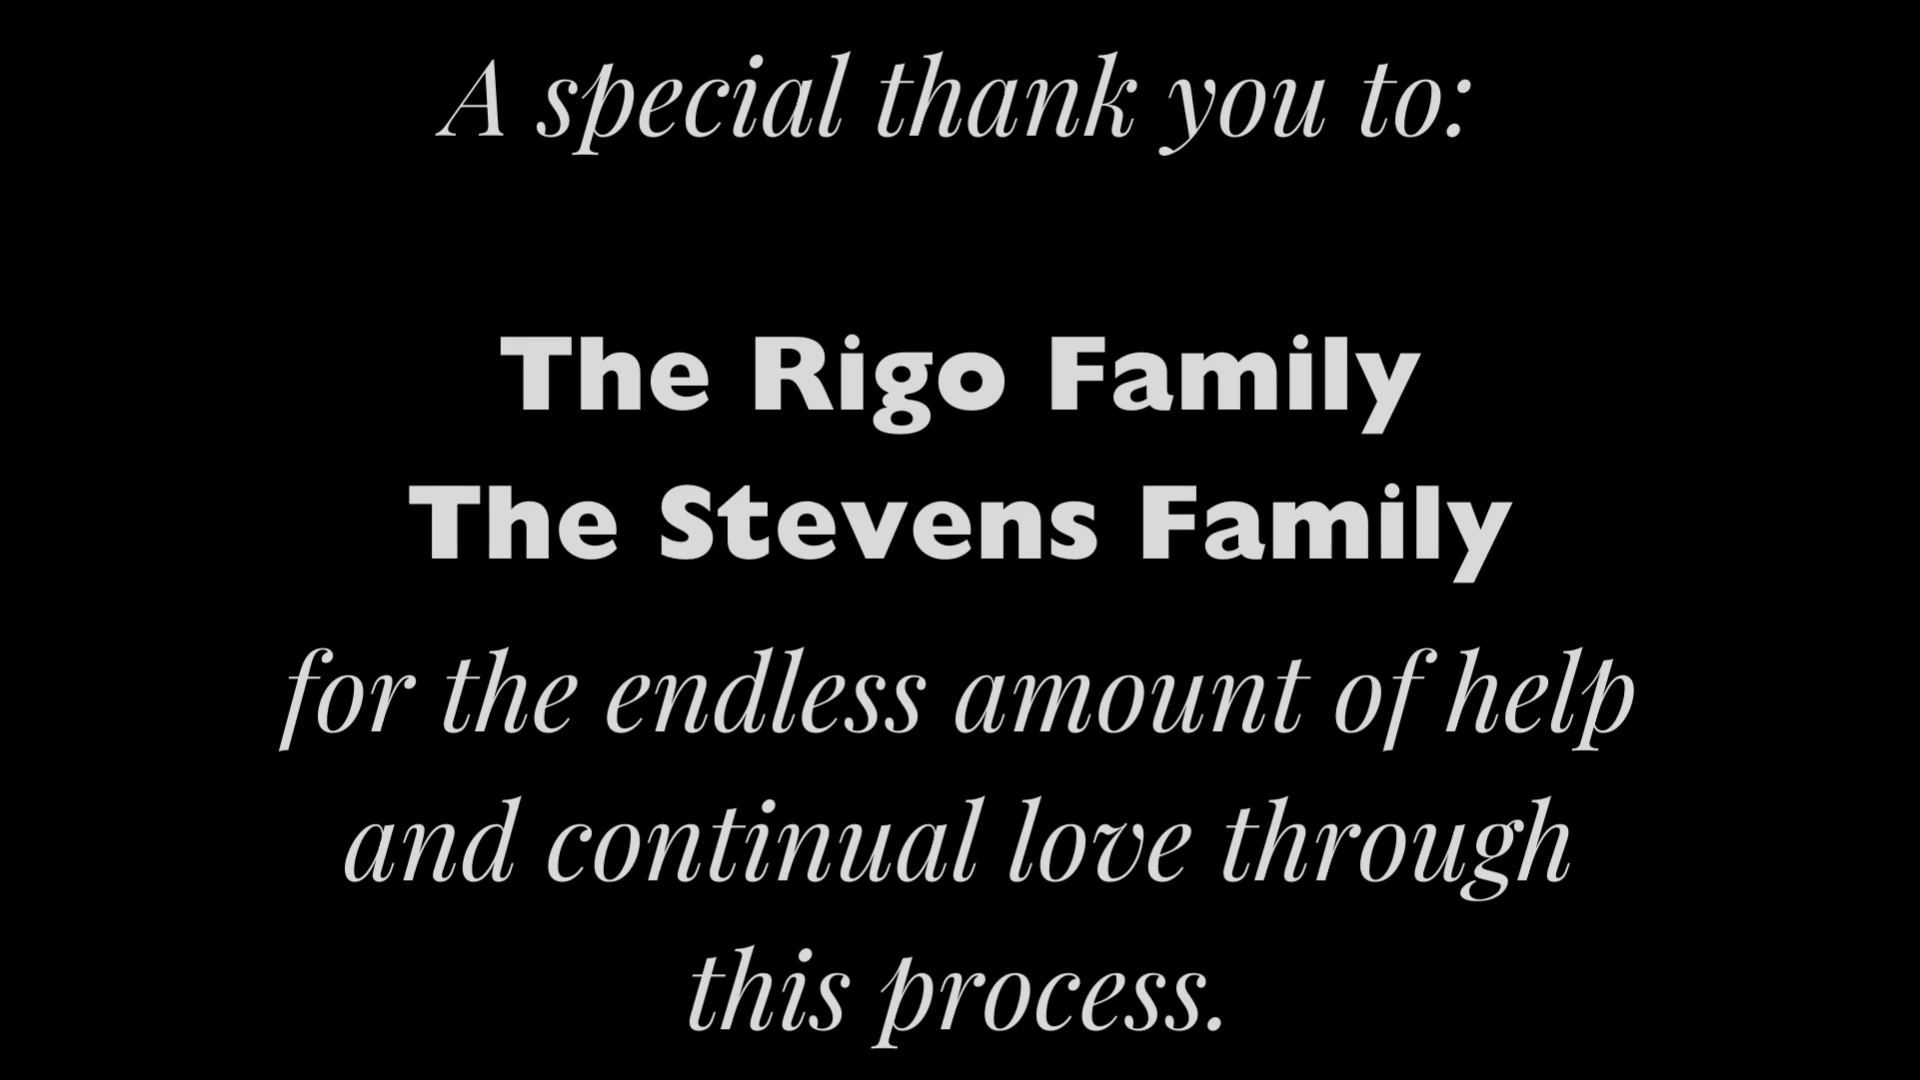 A special thank you to:
The Rigo Family
The Stevens Family
for the endless amount of help
and continual love through
this process.